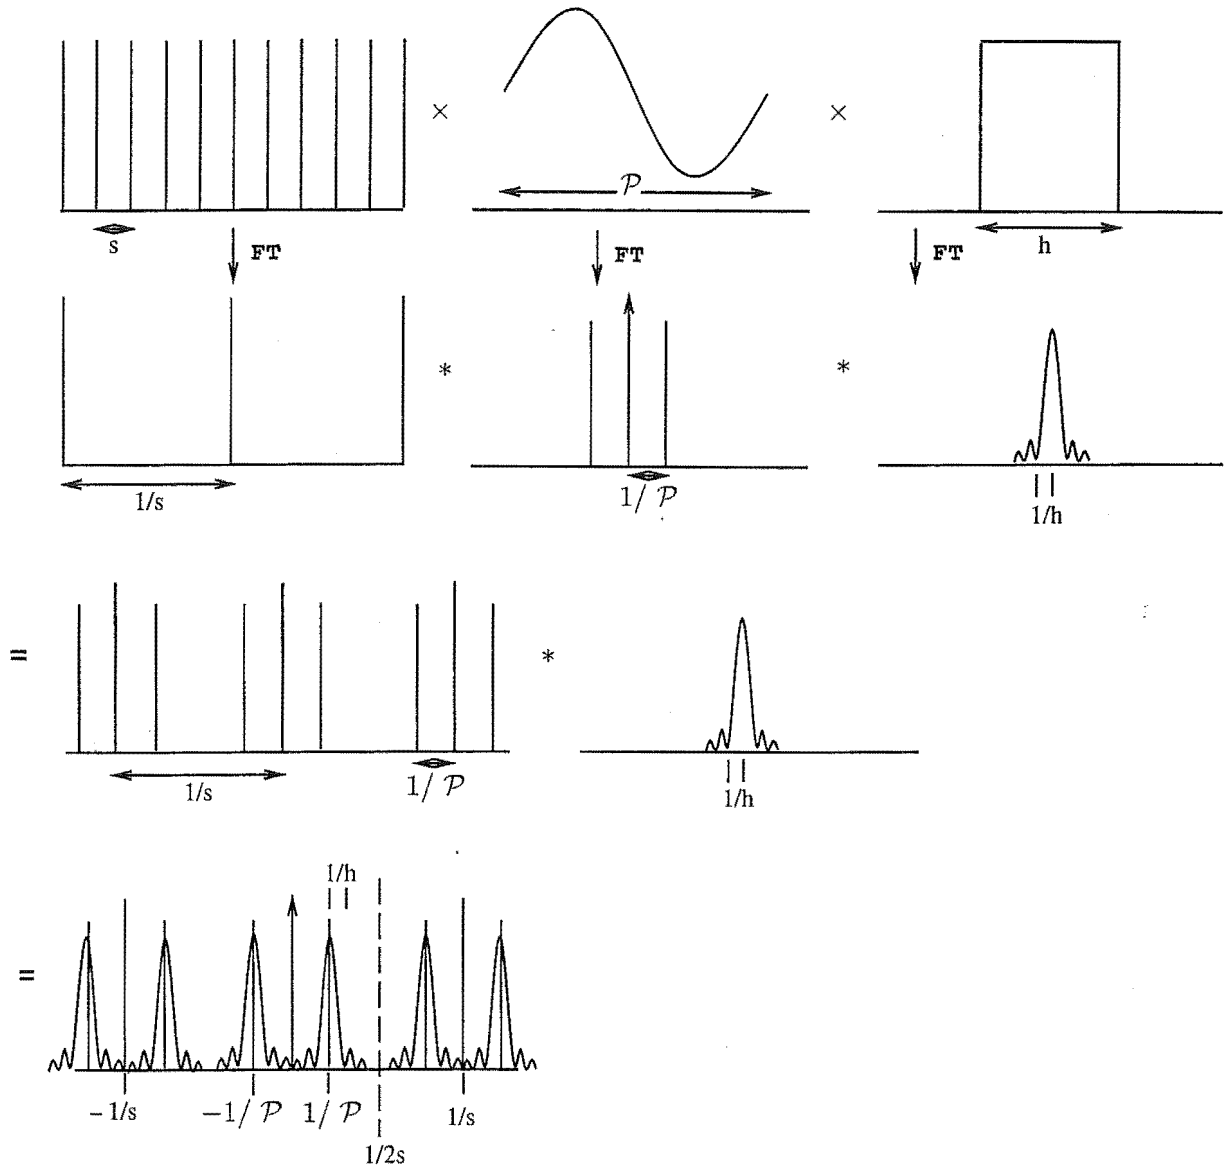 × × 𝒫
s FT FT h FT
* *
1/s 1/ 𝒫 1/h
= *
1/s 1/ 𝒫 1/h
1/h
=
−1/s −1/ 𝒫 1/ 𝒫 1/s
1/2s